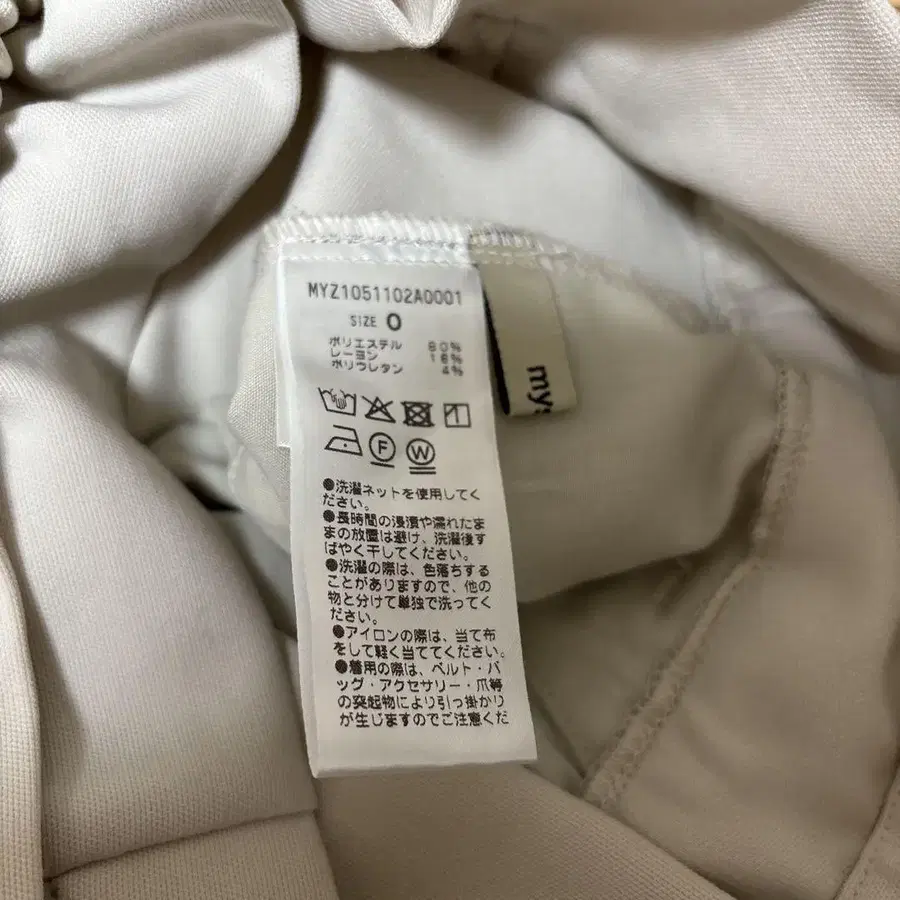 MYZ1051102A0001
SIZE 0
ポリエステル 80%
レーヨン 16%
ポリウレタン 4%
F W
●洗濯ネットを使用してく
ださい。
●長時間の浸漬や濡れたま
まの放置は避け、洗濯後す
ばやく干してください。
●洗濯の際は、色落ちする
ことがありますので、他の
物と分けて単独で洗ってく
ださい。
●アイロンの際は、当て布
をして軽く当ててください。
●着用の際は、ベルト・バ
ッグ・アクセサリー・爪等
の突起物により引っ掛かり
が生じますのでご注意くだ
mys